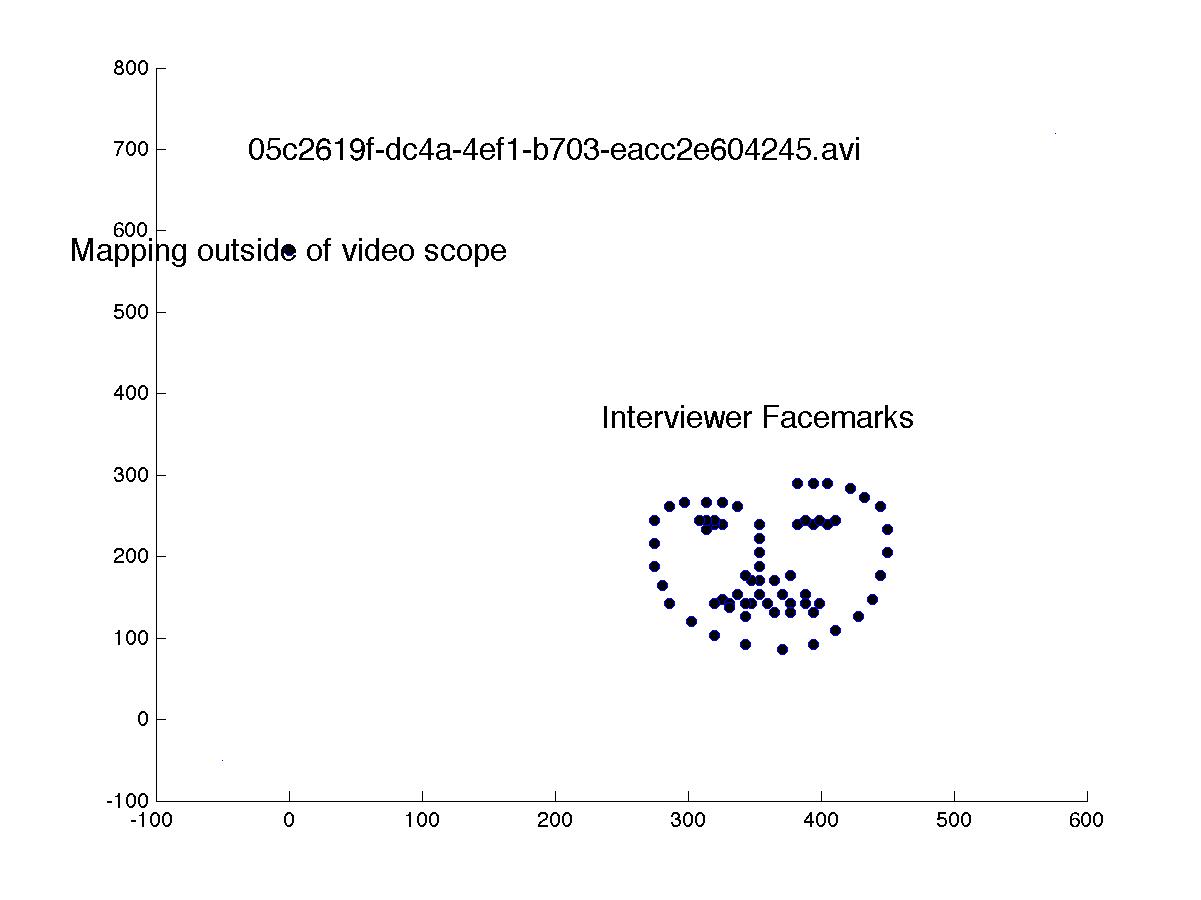 800
700
05c2619f-dc4a-4ef1-b703-eacc2e604245.avi
600
Mapping outside of video scope
500
400
Interviewer Facemarks
300
200
100
0
-100
-100 0 100 200 300 400 500 600